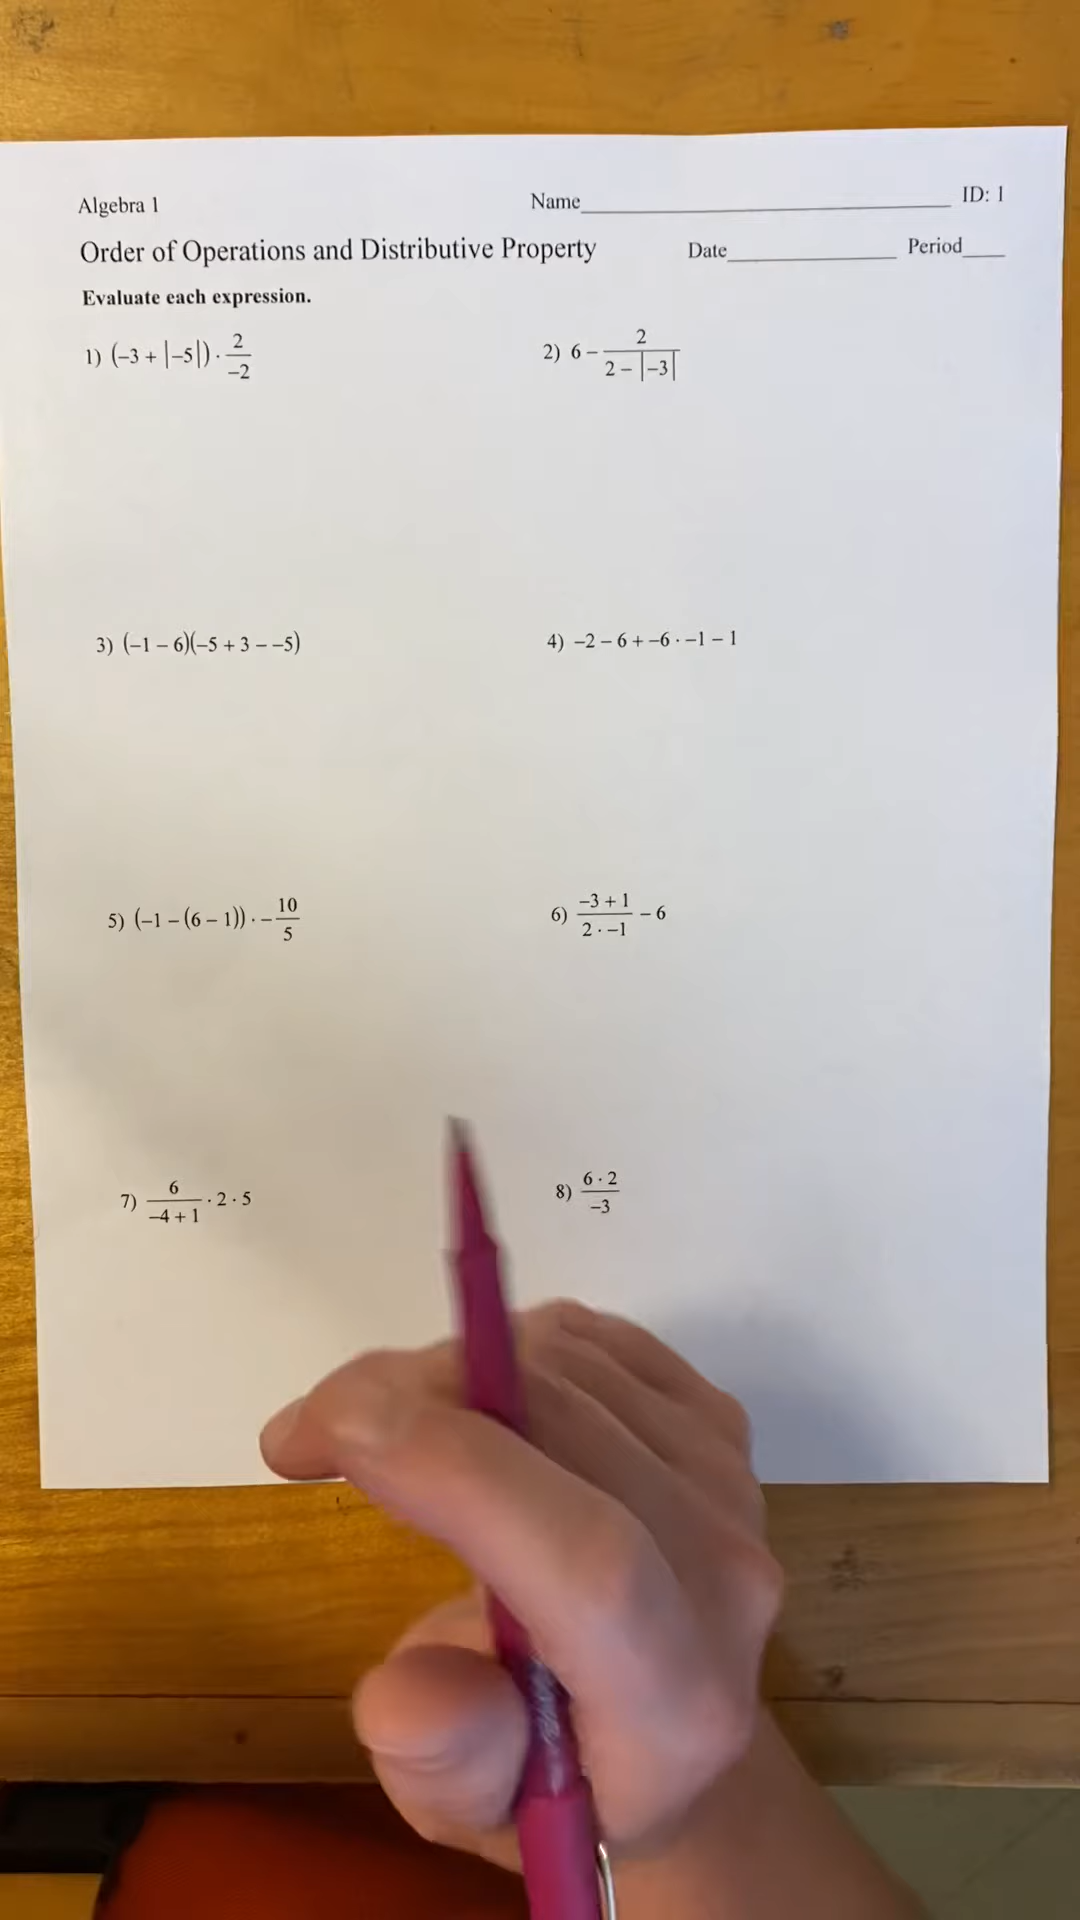 Algebra 1
Name____________________ ID: 1
Order of Operations and Distributive Property
Date______________ Period____
Evaluate each expression.
1) (–3 + |–5|) · 2/–2
2) 6 – 2/(2 – |–3|)
3) (–1 – 6)(–5 + 3 – –5)
4) –2 – 6 + –6 · –1 – 1
5) (–1 – (6 – 1)) · –10/5
6) (–3 + 1)/(2 · –1) – 6
7) 6/(–4 + 1) · 2 · 5
8) (6 · 2)/–3